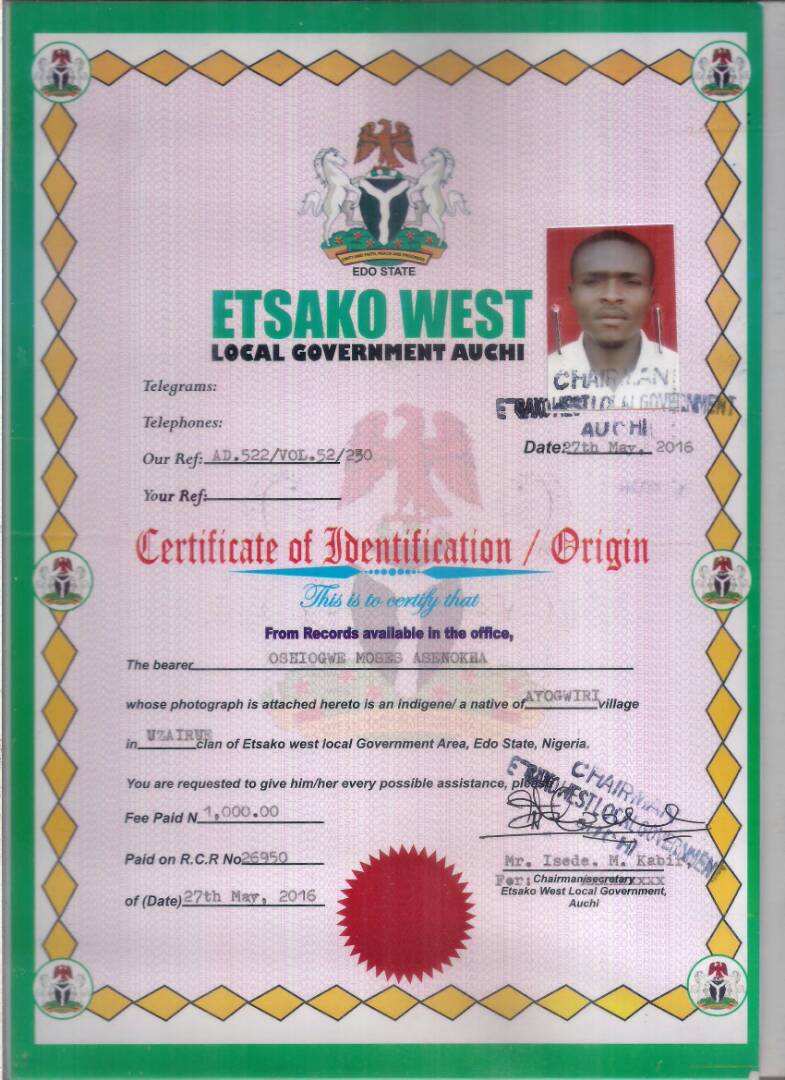 UNITY AND FAITH, PEACE AND PROGRESS
EDO STATE
ETSAKO WEST
LOCAL GOVERNMENT AUCHI
CHAIRMAN
ETSAKO WEST LOCAL GOVERNMENT
AUCHI
Telegrams:
Telephones:
Our Ref: AD.522/VOL.52/230
Date: 27th May, 2016
Your Ref:
Certificate of Identification / Origin
This is to certify that
From Records available in the office,
The bearer OSHIOGWE MOSES ASENOKHA
whose photograph is attached hereto is an indigene/ a native of AYOGWIRI village
in UZAIRUE clan of Etsako west local Government Area, Edo State, Nigeria.
You are requested to give him/her every possible assistance, please
CHAIRMAN
ETSAKO WEST LOCAL GOVERNMENT
AUCHI
Fee Paid N 1,000.00
Paid on R.C.R No 26950
of (Date) 27th May, 2016
Mr. Isede. M. Kabir.
For: Chairman/secretary
Etsako West Local Government,
Auchi